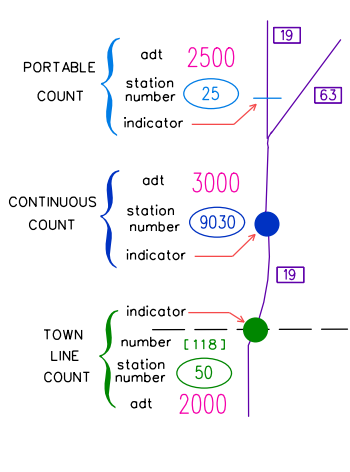 19
adt 2500
PORTABLE
COUNT
station
number 25
63
indicator
adt 3000
CONTINUOUS
COUNT
station
number 9030
indicator
19
indicator
TOWN
LINE
COUNT
number [118]
station
number 50
adt 2000